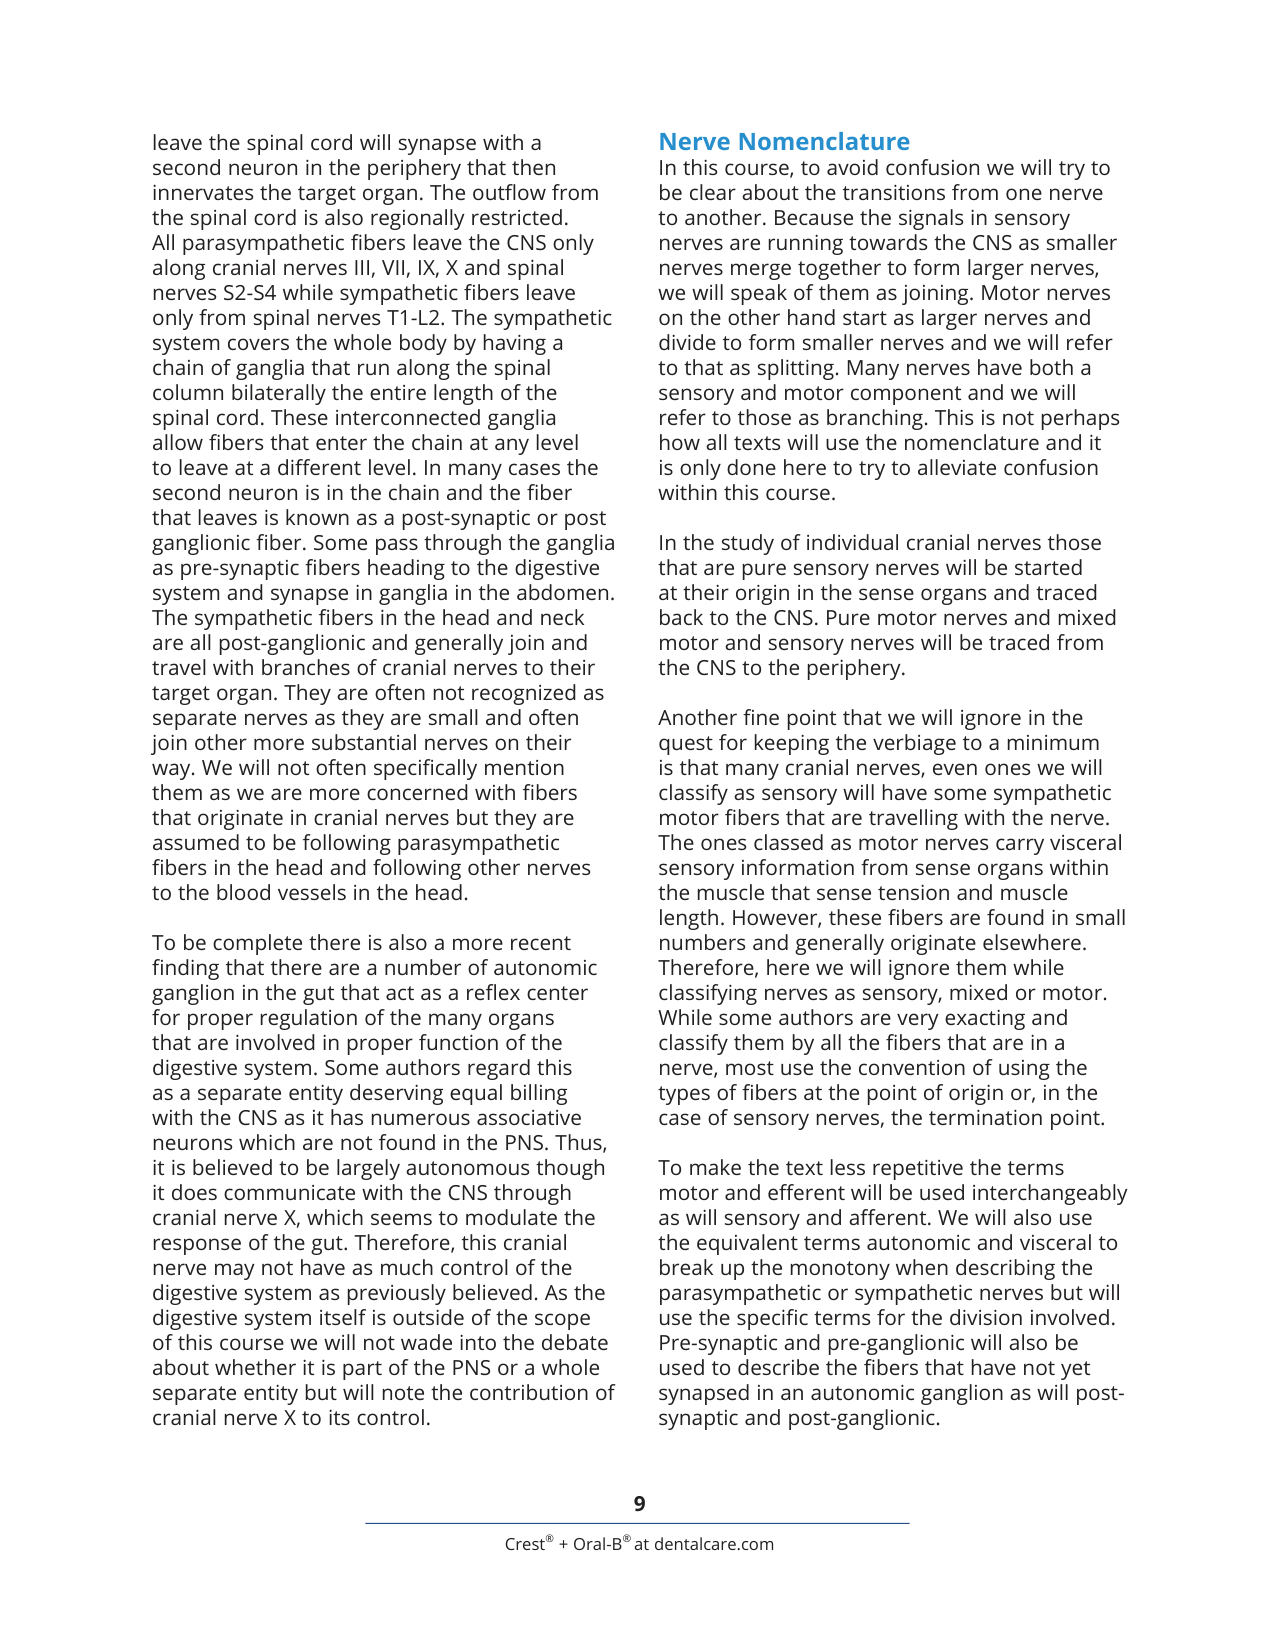 leave the spinal cord will synapse with a
second neuron in the periphery that then
innervates the target organ. The outflow from
the spinal cord is also regionally restricted.
All parasympathetic fibers leave the CNS only
along cranial nerves III, VII, IX, X and spinal
nerves S2-S4 while sympathetic fibers leave
only from spinal nerves T1-L2. The sympathetic
system covers the whole body by having a
chain of ganglia that run along the spinal
column bilaterally the entire length of the
spinal cord. These interconnected ganglia
allow fibers that enter the chain at any level
to leave at a different level. In many cases the
second neuron is in the chain and the fiber
that leaves is known as a post-synaptic or post
ganglionic fiber. Some pass through the ganglia
as pre-synaptic fibers heading to the digestive
system and synapse in ganglia in the abdomen.
The sympathetic fibers in the head and neck
are all post-ganglionic and generally join and
travel with branches of cranial nerves to their
target organ. They are often not recognized as
separate nerves as they are small and often
join other more substantial nerves on their
way. We will not often specifically mention
them as we are more concerned with fibers
that originate in cranial nerves but they are
assumed to be following parasympathetic
fibers in the head and following other nerves
to the blood vessels in the head.
To be complete there is also a more recent
finding that there are a number of autonomic
ganglion in the gut that act as a reflex center
for proper regulation of the many organs
that are involved in proper function of the
digestive system. Some authors regard this
as a separate entity deserving equal billing
with the CNS as it has numerous associative
neurons which are not found in the PNS. Thus,
it is believed to be largely autonomous though
it does communicate with the CNS through
cranial nerve X, which seems to modulate the
response of the gut. Therefore, this cranial
nerve may not have as much control of the
digestive system as previously believed. As the
digestive system itself is outside of the scope
of this course we will not wade into the debate
about whether it is part of the PNS or a whole
separate entity but will note the contribution of
cranial nerve X to its control.
Nerve Nomenclature
In this course, to avoid confusion we will try to
be clear about the transitions from one nerve
to another. Because the signals in sensory
nerves are running towards the CNS as smaller
nerves merge together to form larger nerves,
we will speak of them as joining. Motor nerves
on the other hand start as larger nerves and
divide to form smaller nerves and we will refer
to that as splitting. Many nerves have both a
sensory and motor component and we will
refer to those as branching. This is not perhaps
how all texts will use the nomenclature and it
is only done here to try to alleviate confusion
within this course.
In the study of individual cranial nerves those
that are pure sensory nerves will be started
at their origin in the sense organs and traced
back to the CNS. Pure motor nerves and mixed
motor and sensory nerves will be traced from
the CNS to the periphery.
Another fine point that we will ignore in the
quest for keeping the verbiage to a minimum
is that many cranial nerves, even ones we will
classify as sensory will have some sympathetic
motor fibers that are travelling with the nerve.
The ones classed as motor nerves carry visceral
sensory information from sense organs within
the muscle that sense tension and muscle
length. However, these fibers are found in small
numbers and generally originate elsewhere.
Therefore, here we will ignore them while
classifying nerves as sensory, mixed or motor.
While some authors are very exacting and
classify them by all the fibers that are in a
nerve, most use the convention of using the
types of fibers at the point of origin or, in the
case of sensory nerves, the termination point.
To make the text less repetitive the terms
motor and efferent will be used interchangeably
as will sensory and afferent. We will also use
the equivalent terms autonomic and visceral to
break up the monotony when describing the
parasympathetic or sympathetic nerves but will
use the specific terms for the division involved.
Pre-synaptic and pre-ganglionic will also be
used to describe the fibers that have not yet
synapsed in an autonomic ganglion as will post-
synaptic and post-ganglionic.
9
Crest® + Oral-B® at dentalcare.com